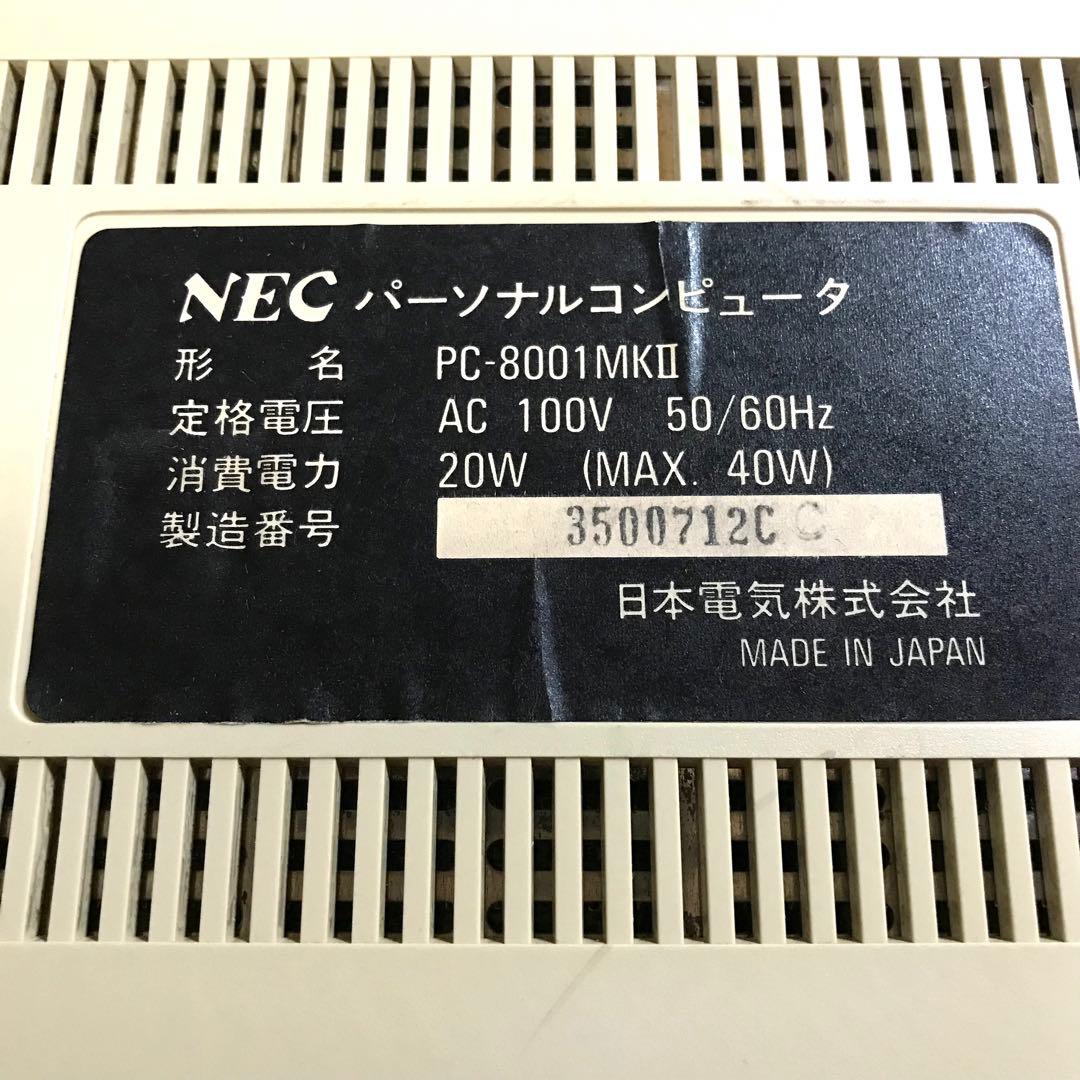 NEC パーソナルコンピュータ
形 名 PC-8001MKⅡ
定格電圧 AC 100V 50/60Hz
消費電力 20W (MAX. 40W)
製造番号 3500712C C
日本電気株式会社
MADE IN JAPAN